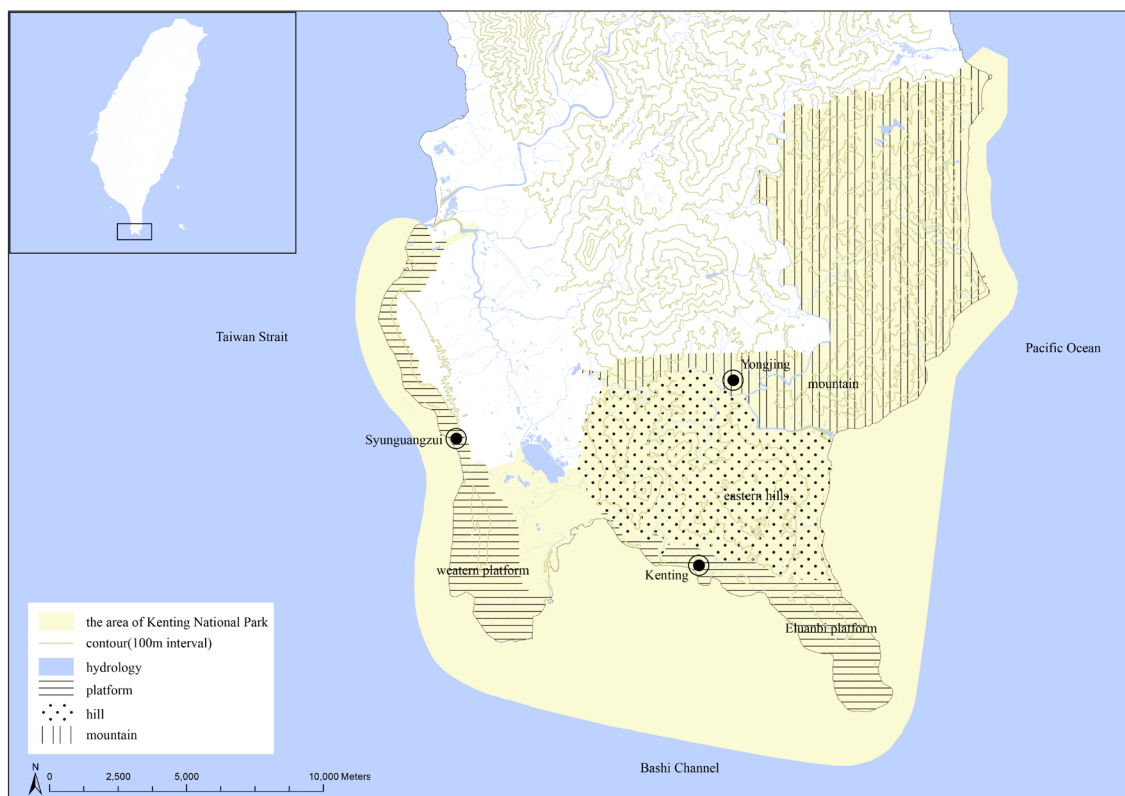 Taiwan Strait
Pacific Ocean
Yongjing
mountain
Syunguangzui
eastern hills
weatern platform
Kenting
Eluanbi platform
the area of Kenting National Park
contour(100m interval)
hydrology
platform
hill
mountain
N
0 2,500 5,000 10,000 Meters
Bashi Channel